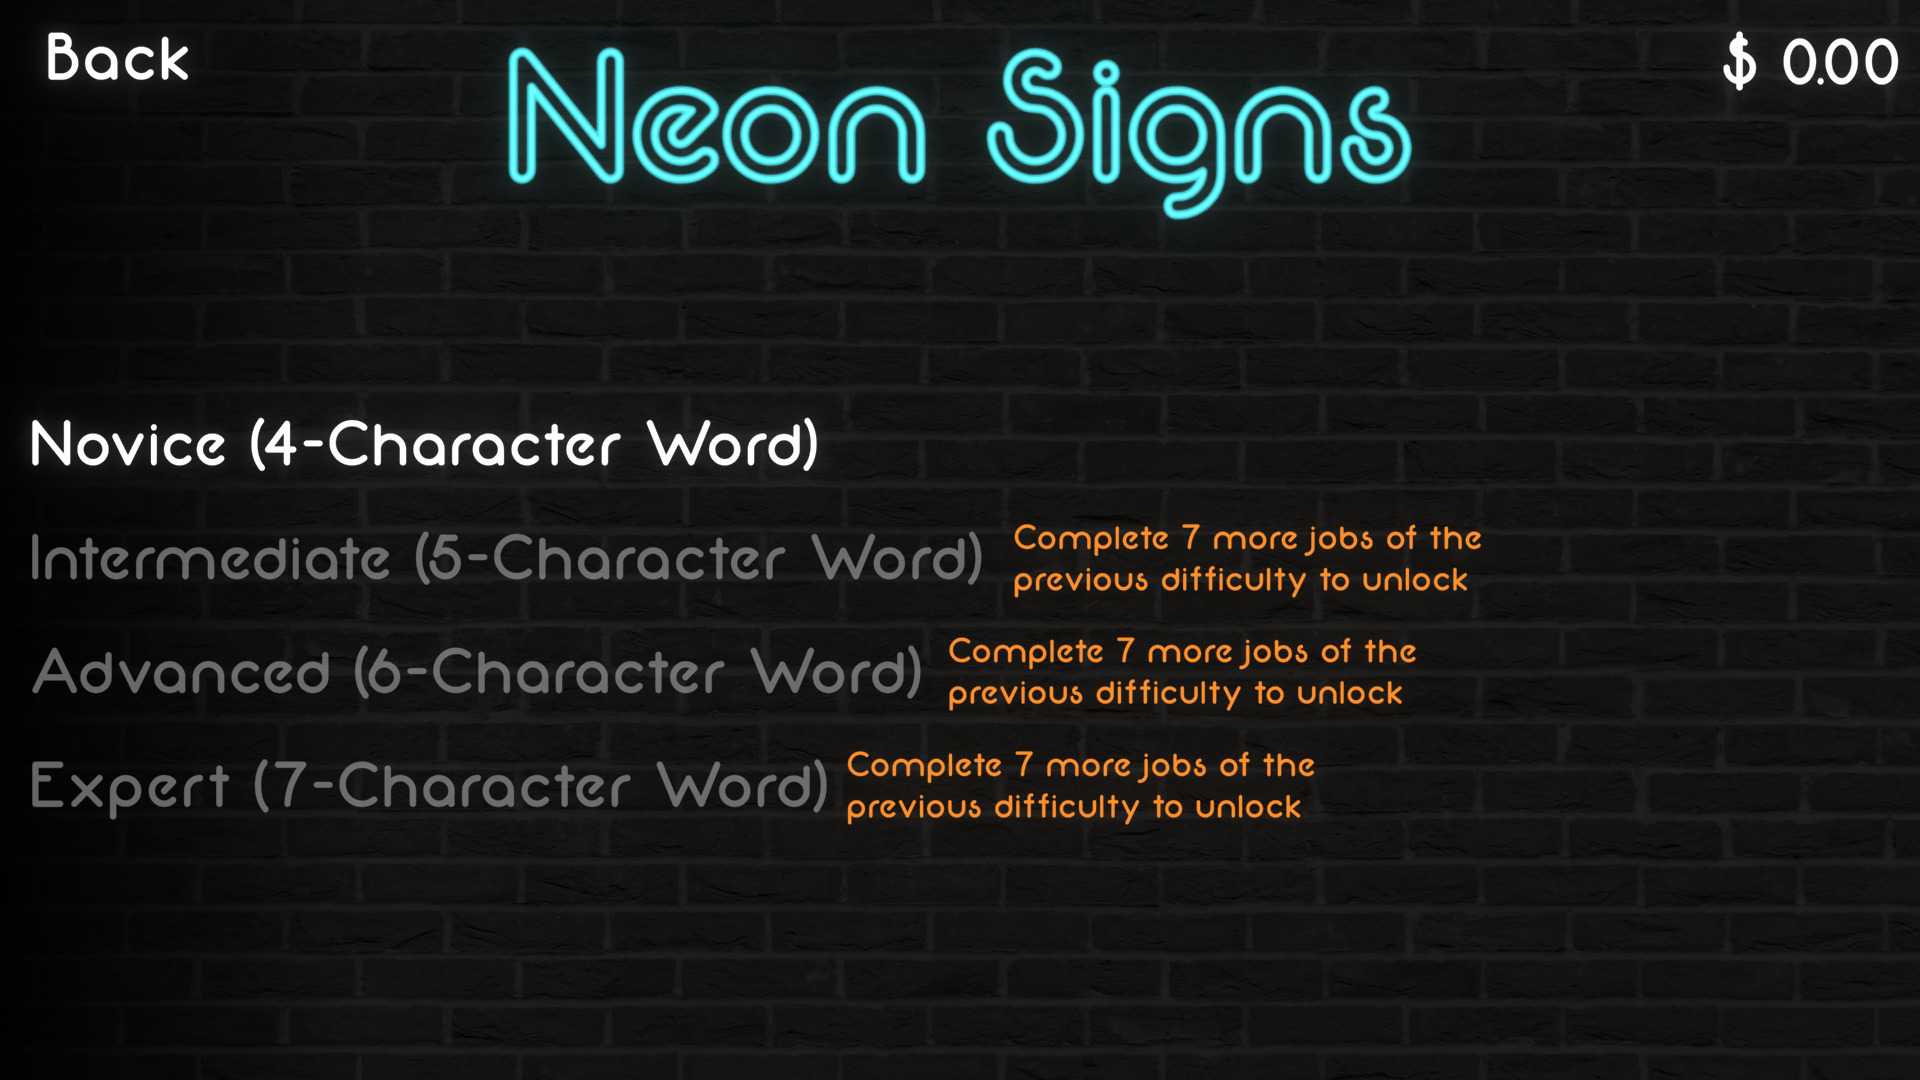 Back
Neon Signs
$ 0.00
Novice (4-Character Word)
Intermediate (5-Character Word)
Complete 7 more jobs of the
previous difficulty to unlock
Advanced (6-Character Word)
Complete 7 more jobs of the
previous difficulty to unlock
Expert (7-Character Word)
Complete 7 more jobs of the
previous difficulty to unlock